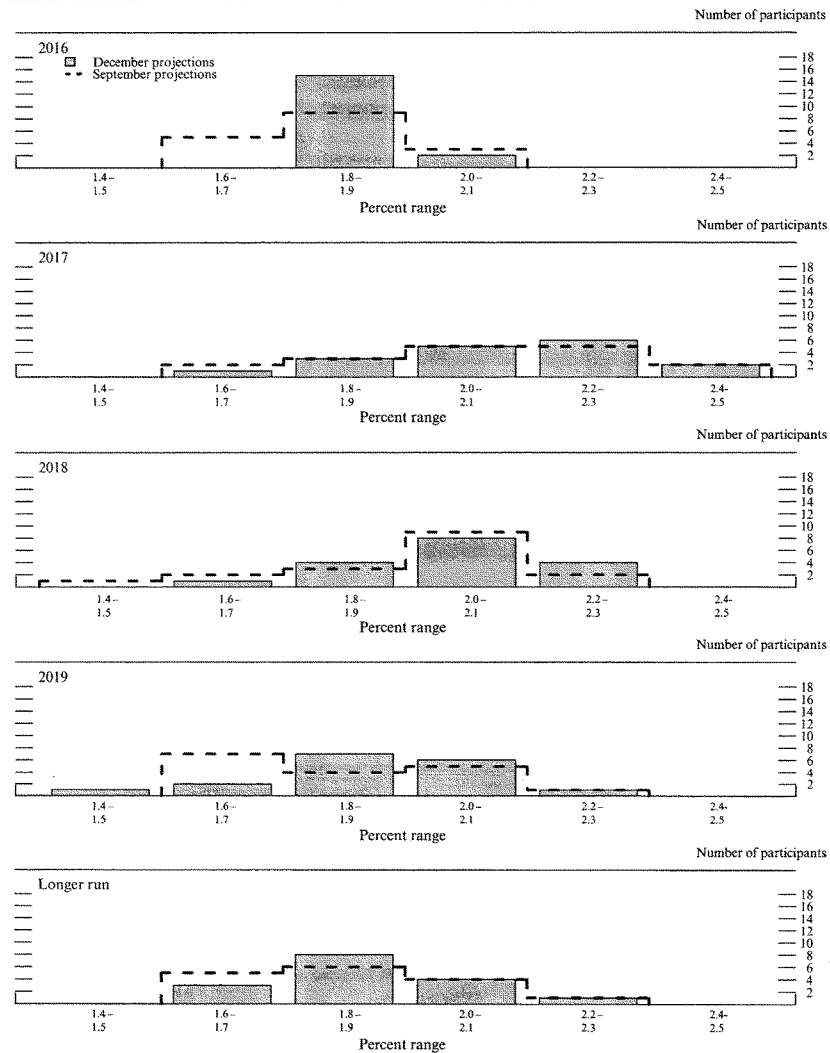 Number of participants
2016
December projections
September projections
18
16
14
12
10
8
6
4
2
1.4– 1.6– 1.8– 2.0– 2.2– 2.4–
1.5 1.7 1.9 2.1 2.3 2.5
Percent range
Number of participants
2017
18
16
14
12
10
8
6
4
2
1.4– 1.6– 1.8– 2.0– 2.2– 2.4-
1.5 1.7 1.9 2.1 2.3 2.5
Percent range
Number of participants
2018
18
16
14
12
10
8
6
4
2
1.4– 1.6– 1.8– 2.0– 2.2– 2.4–
1.5 1.7 1.9 2.1 2.3 2.5
Percent range
Number of participants
2019
18
16
14
12
10
8
6
4
2
1.4– 1.6– 1.8– 2.0– 2.2– 2.4-
1.5 1.7 1.9 2.1 2.3 2.5
Percent range
Number of participants
Longer run
18
16
14
12
10
8
6
4
2
1.4– 1.6– 1.8– 2.0– 2.2– 2.4–
1.5 1.7 1.9 2.1 2.3 2.5
Percent range